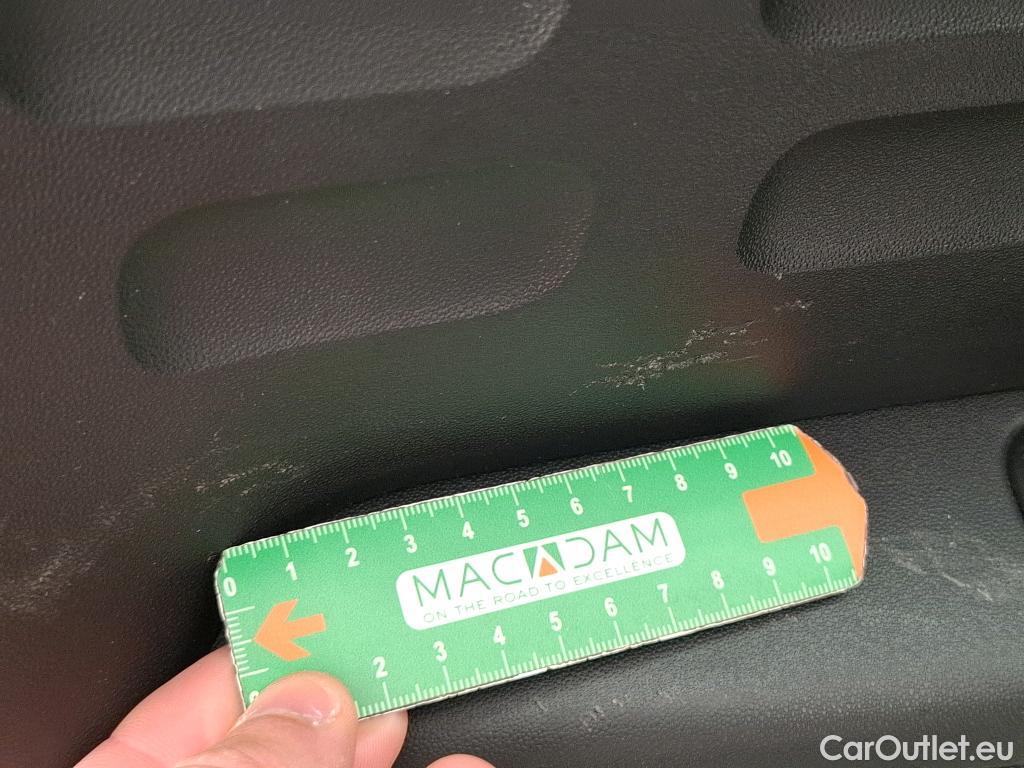 0 1 2 3 4 5 6 7 8 9 10
MACADAM
ON THE ROAD TO EXCELLENCE
2 3 4 5 6 7 8 9 10
CarOutlet.eu